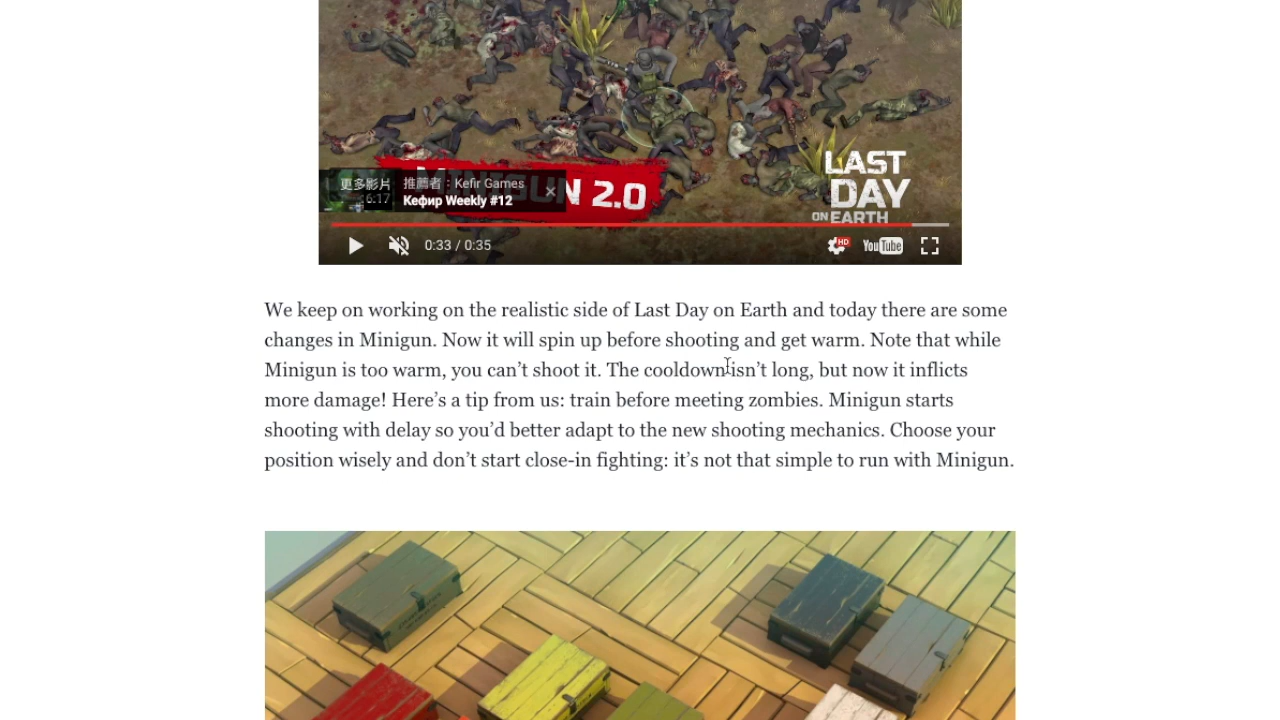 更多影片
推薦者：Kefir Games
6:17
Кефир Weekly #12
MINIGUN 2.0
LAST
DAY
ON EARTH
0:33 / 0:35
HD
YouTube
We keep on working on the realistic side of Last Day on Earth and today there are some
changes in Minigun. Now it will spin up before shooting and get warm. Note that while
Minigun is too warm, you can’t shoot it. The cooldown isn’t long, but now it inflicts
more damage! Here’s a tip from us: train before meeting zombies. Minigun starts
shooting with delay so you’d better adapt to the new shooting mechanics. Choose your
position wisely and don’t start close-in fighting: it’s not that simple to run with Minigun.